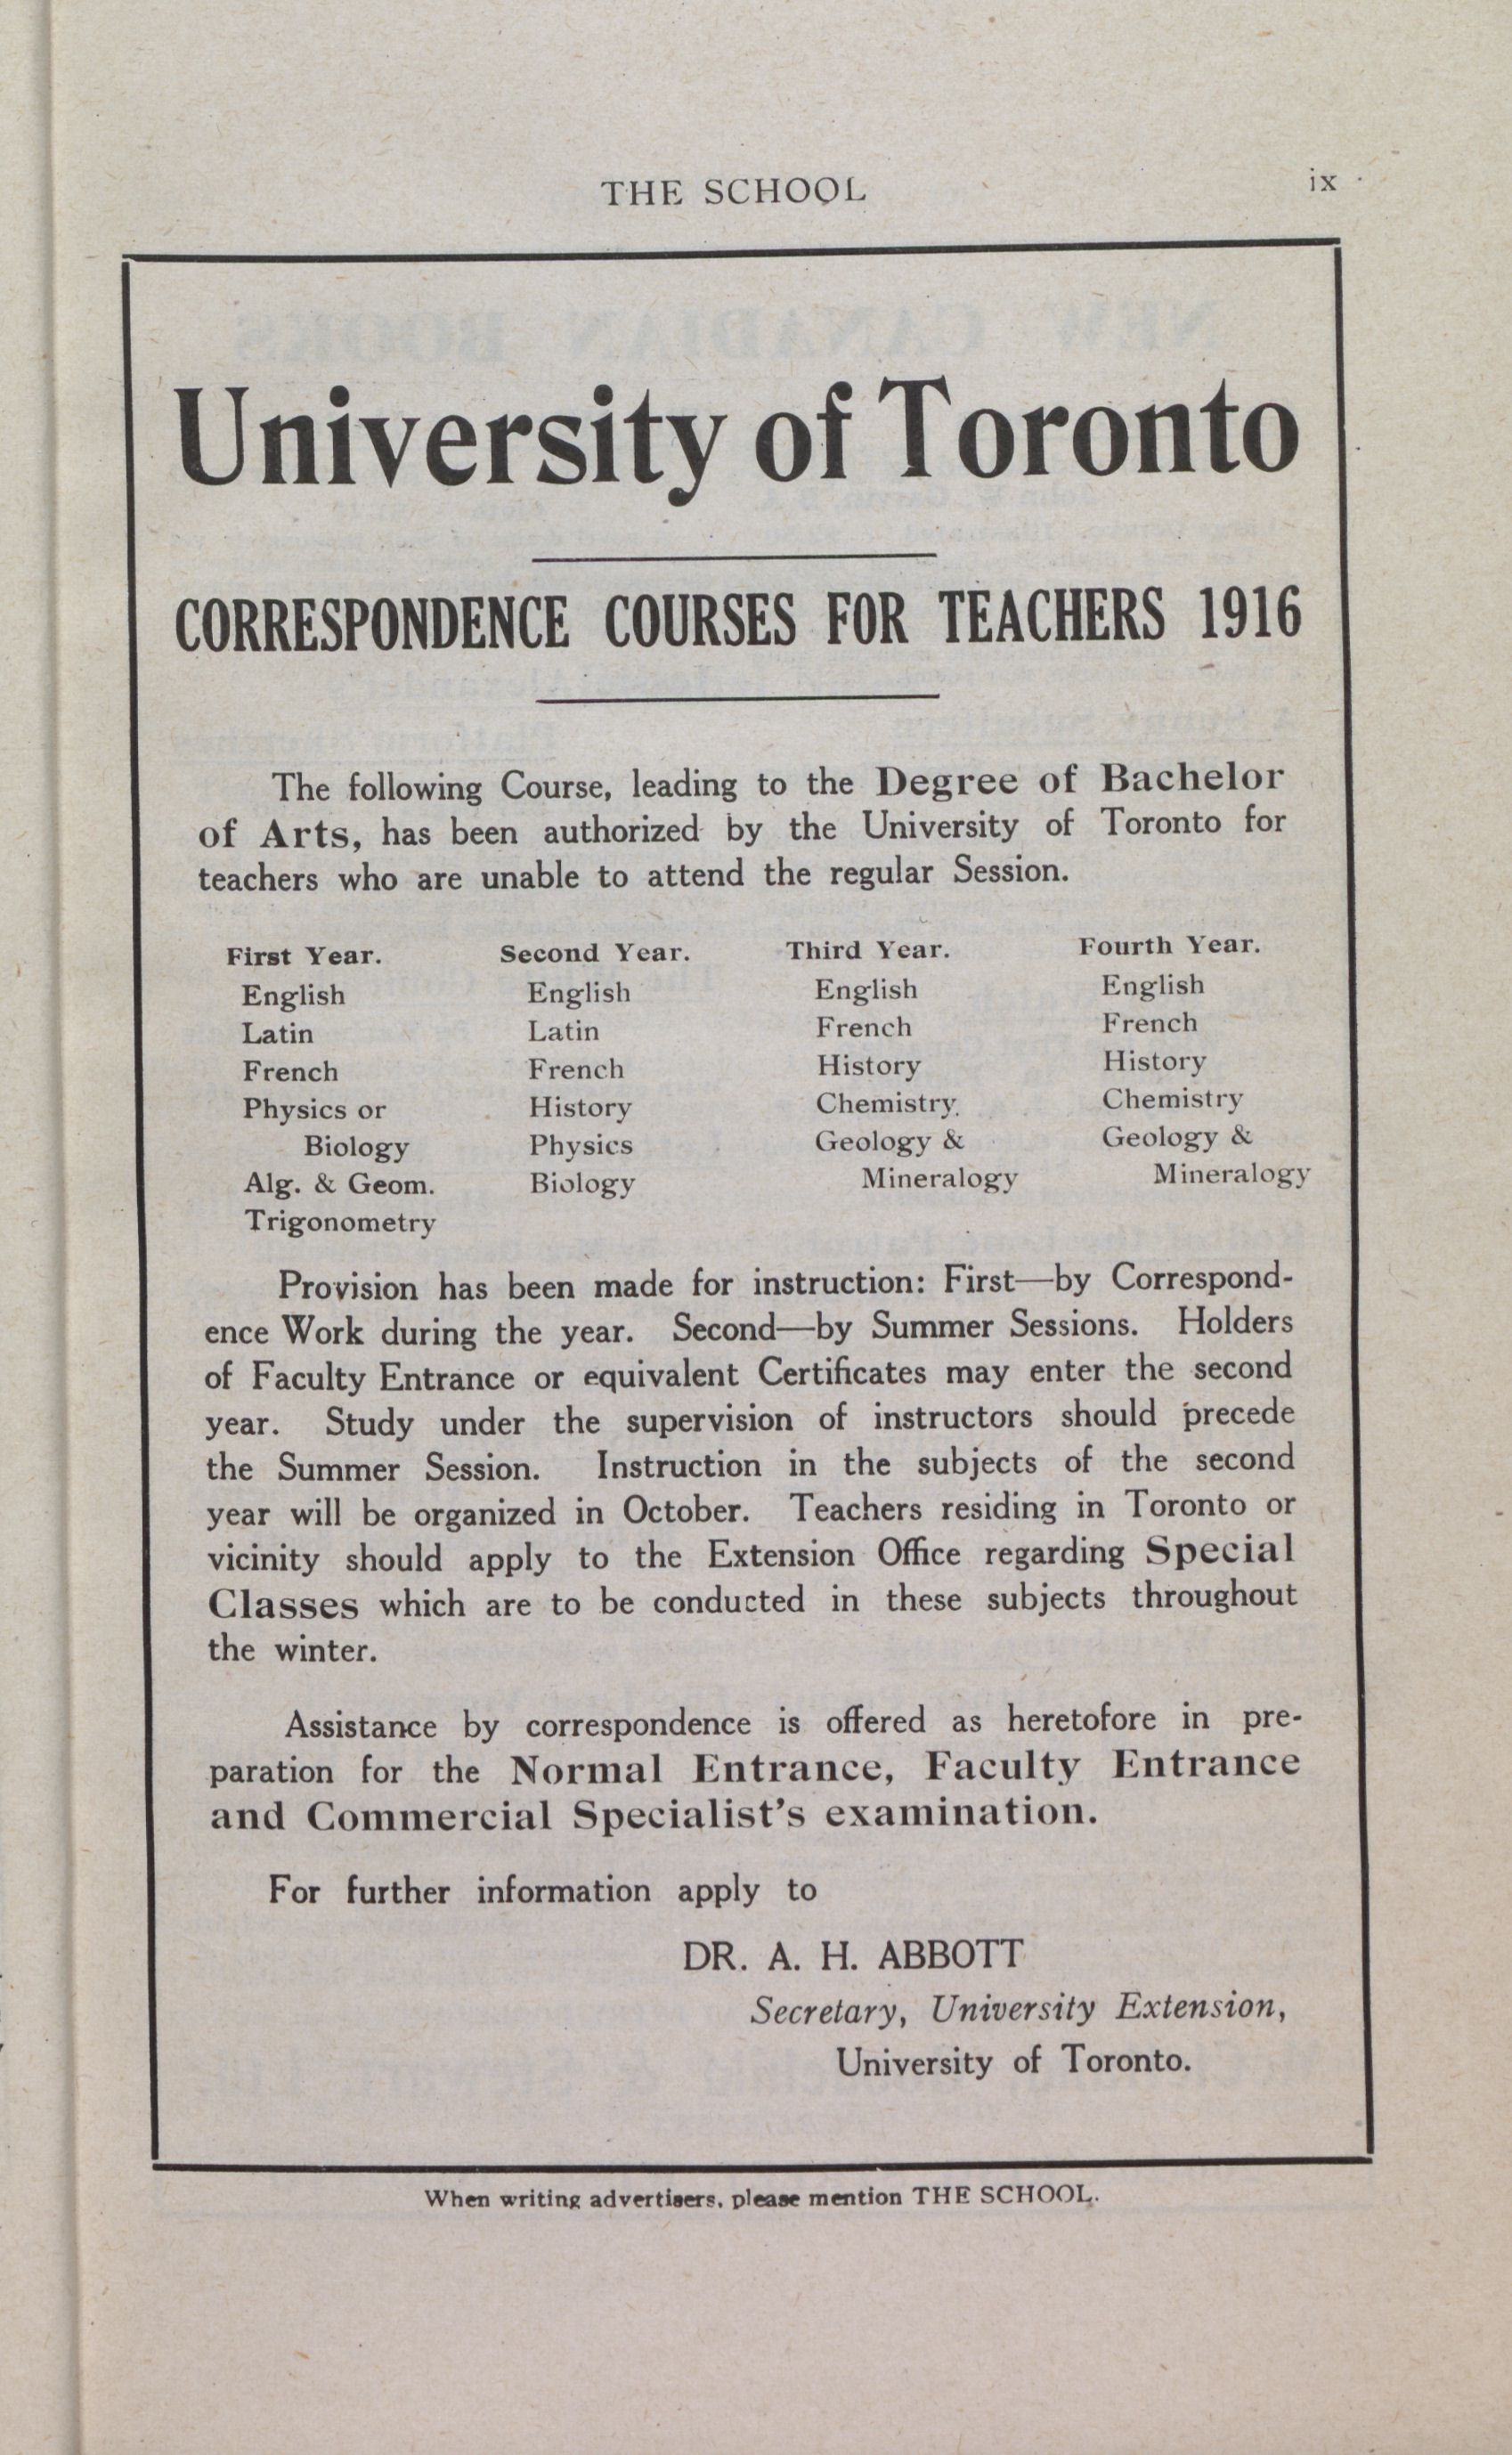 THE SCHOOL ix
University of Toronto
CORRESPONDENCE COURSES FOR TEACHERS 1916
The following Course, leading to the Degree of Bachelor
of Arts, has been authorized by the University of Toronto for
teachers who are unable to attend the regular Session.
First Year. Second Year. Third Year. Fourth Year.
English English English English
Latin Latin French French
French French History History
Physics or History Chemistry Chemistry
Biology Physics Geology & Geology &
Alg. & Geom. Biology Mineralogy Mineralogy
Trigonometry
Provision has been made for instruction: First—by Correspond-
ence Work during the year. Second—by Summer Sessions. Holders
of Faculty Entrance or equivalent Certificates may enter the second
year. Study under the supervision of instructors should precede
the Summer Session. Instruction in the subjects of the second
year will be organized in October. Teachers residing in Toronto or
vicinity should apply to the Extension Office regarding Special
Classes which are to be conducted in these subjects throughout
the winter.
Assistance by correspondence is offered as heretofore in pre-
paration for the Normal Entrance, Faculty Entrance
and Commercial Specialist's examination.
For further information apply to
DR. A. H. ABBOTT
Secretary, University Extension,
University of Toronto.
When writing advertisers, please mention THE SCHOOL.